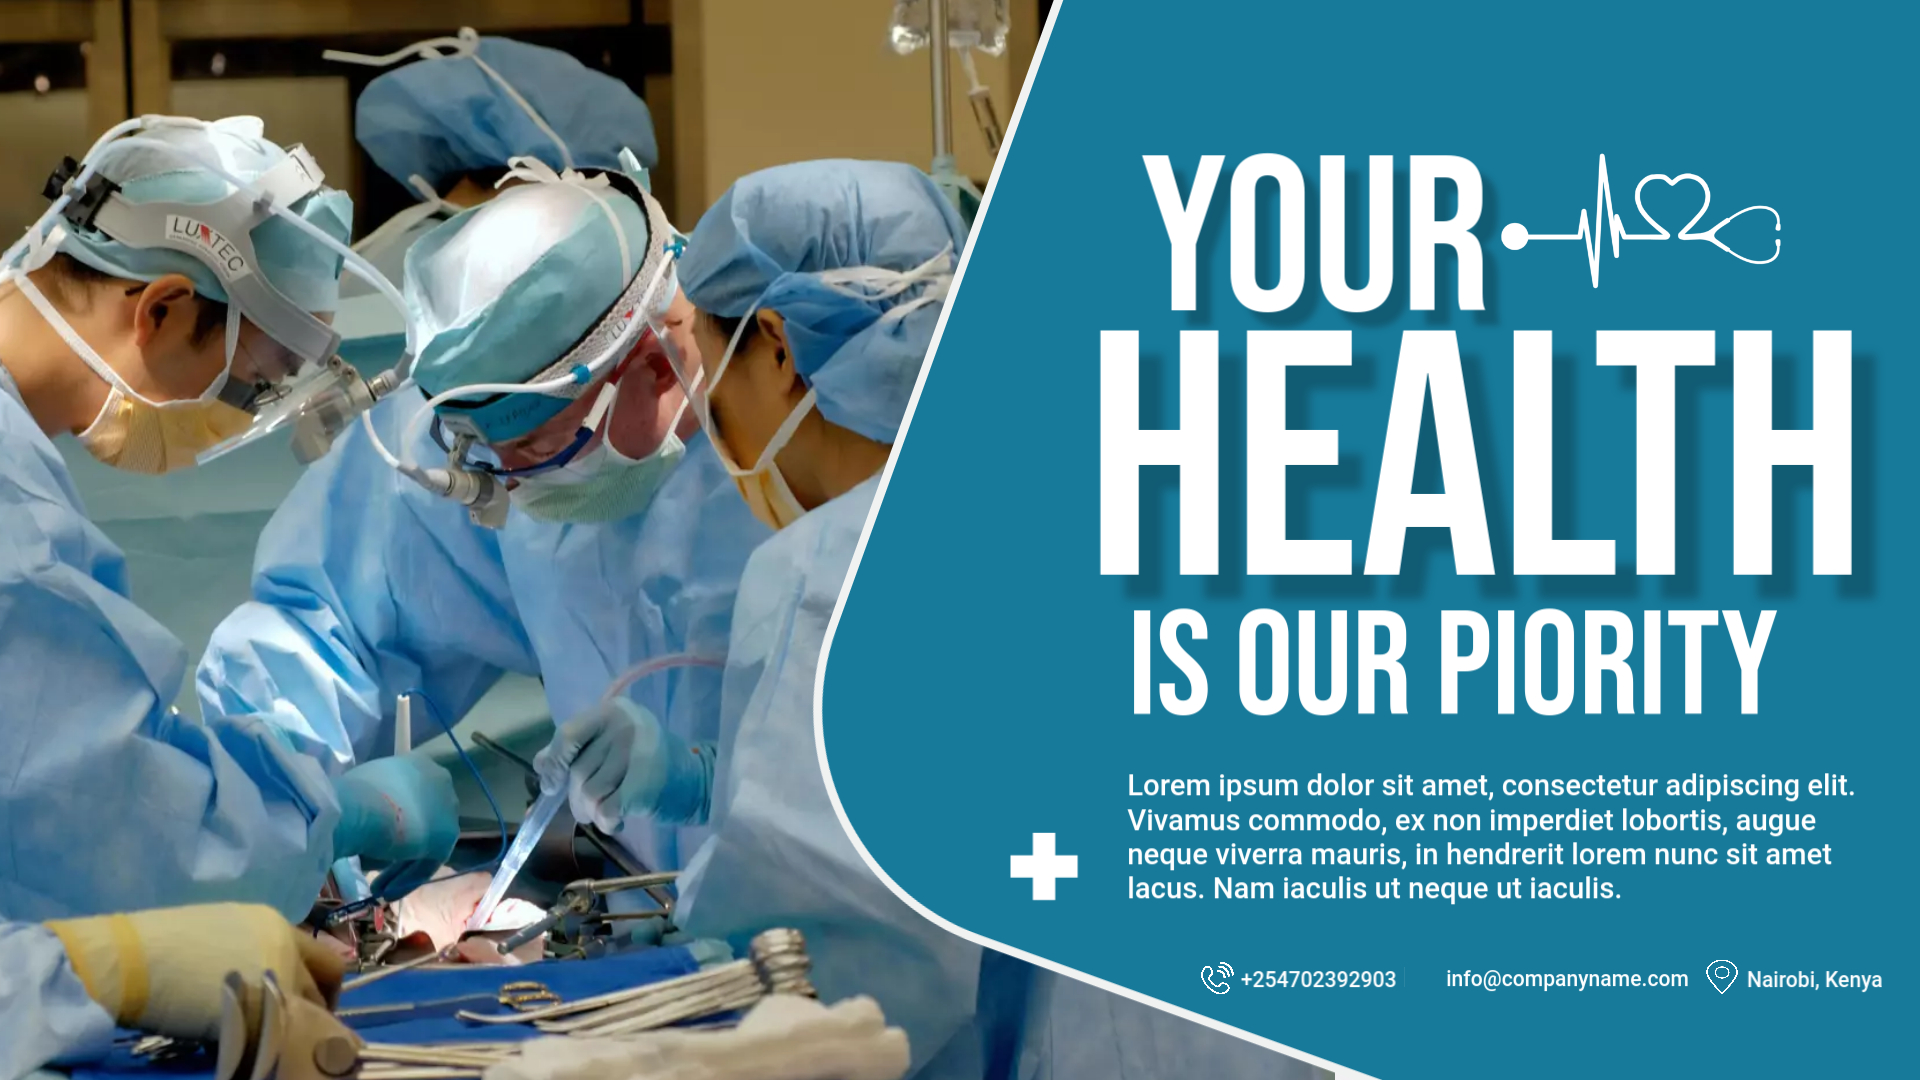 LUXTEC
YOUR
HEALTH
IS OUR PIORITY
Lorem ipsum dolor sit amet, consectetur adipiscing elit.
Vivamus commodo, ex non imperdiet lobortis, augue
neque viverra mauris, in hendrerit lorem nunc sit amet
lacus. Nam iaculis ut neque ut iaculis.
+254702392903 info@companyname.com Nairobi, Kenya